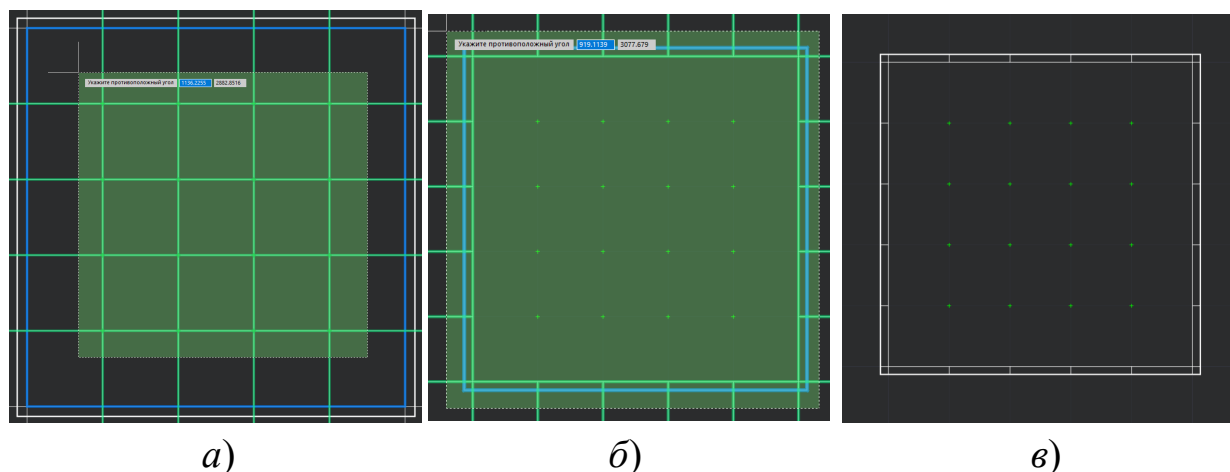 Укажите противоположный угол 1136.2255 2882.8516
Укажите противоположный угол 919.1139 3077.679
а) б) в)